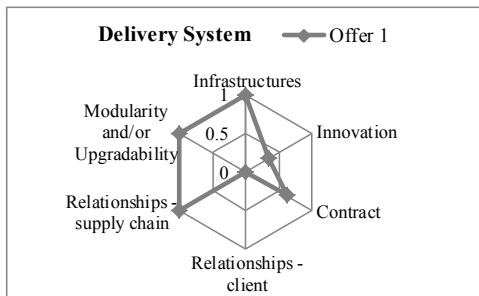 Delivery System
Offer 1
Infrastructures
1
Modularity
and/or
Upgradability
0.5
Innovation
0
Relationships -
supply chain
Contract
Relationships -
client